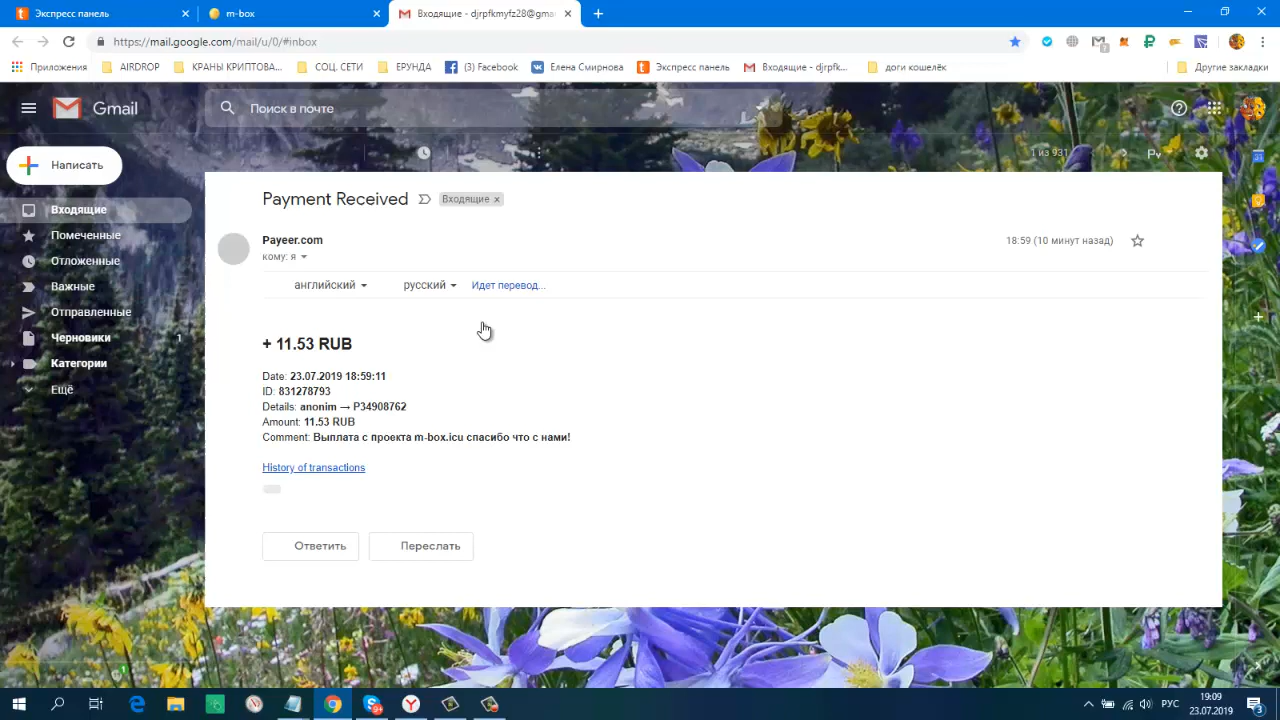 Экспресс панель
m-box
Входящие - djrpfkmyfz28@gma
https://mail.google.com/mail/u/0/#inbox
Приложения
AIRDROP
КРАНЫ КРИПТОВА...
СОЦ. СЕТИ
ЕРУНДА
(3) Facebook
Елена Смирнова
Экспресс панель
Входящие - djrpfk...
доги кошелёк
Другие закладки
Gmail
Поиск в почте
Написать
1 из 931
Входящие
Помеченные
Отложенные
Важные
Отправленные
Черновики 1
Категории
Ещё
Payment Received
Входящие ×
Payeer.com
18:59 (10 минут назад)
кому: я
английский
русский
Идет перевод...
+ 11.53 RUB
Date: 23.07.2019 18:59:11
ID: 831278793
Details: anonim → P34908762
Amount: 11.53 RUB
Comment: Выплата с проекта m-box.icu спасибо что с нами!
History of transactions
Ответить
Переслать
РУС
19:09
23.07.2019